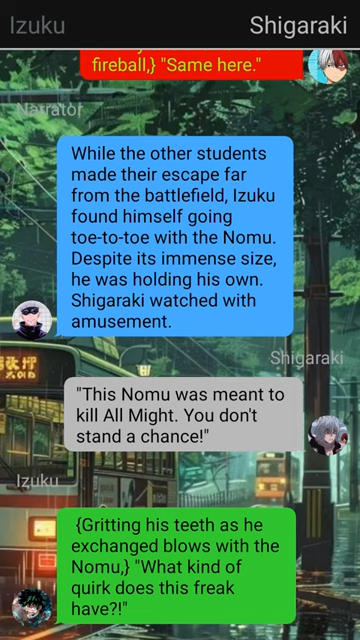 Izuku
Shigaraki
fireball,} "Same here."
Narrator
While the other students
made their escape far
from the battlefield, Izuku
found himself going
toe-to-toe with the Nomu.
Despite its immense size,
he was holding his own.
Shigaraki watched with
amusement.
Shigaraki
"This Nomu was meant to
kill All Might. You don't
stand a chance!"
Izuku
{Gritting his teeth as he
exchanged blows with the
Nomu,} "What kind of
quirk does this freak
have?!"